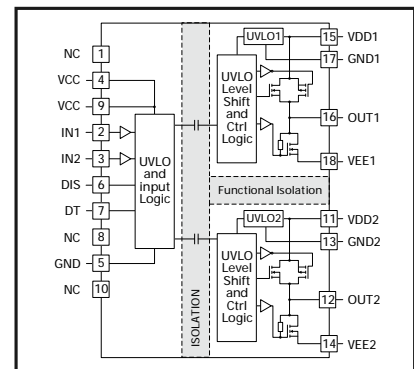 NC 1
VCC 4
VCC 9
IN1 2
IN2 3
DIS 6
DT 7
NC 8
GND 5
NC 10
UVLO
and
input
Logic
ISOLATION
UVLO1
UVLO
Level
Shift
and
Ctrl
Logic
15 VDD1
17 GND1
16 OUT1
18 VEE1
Functional Isolation
UVLO2
UVLO
Level
Shift
and
Ctrl
Logic
11 VDD2
13 GND2
12 OUT2
14 VEE2